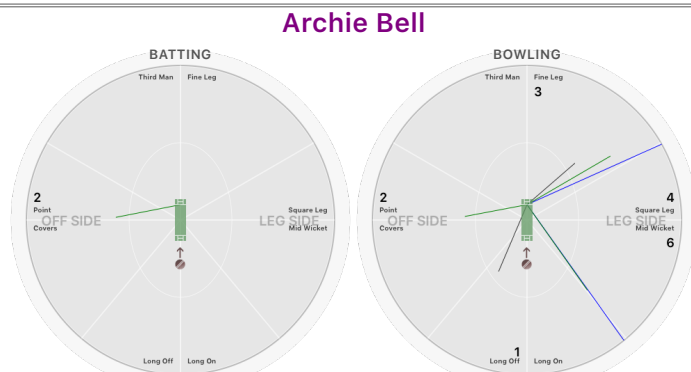 Archie Bell
BATTING
BOWLING
Third Man
Fine Leg
Third Man
Fine Leg
3
2
Point
OFF SIDE
Covers
LEG SIDE
Square Leg
Mid Wicket
2
Point
OFF SIDE
Covers
4
Square Leg
LEG SIDE
Mid Wicket
6
Long Off
Long On
1
Long Off
Long On